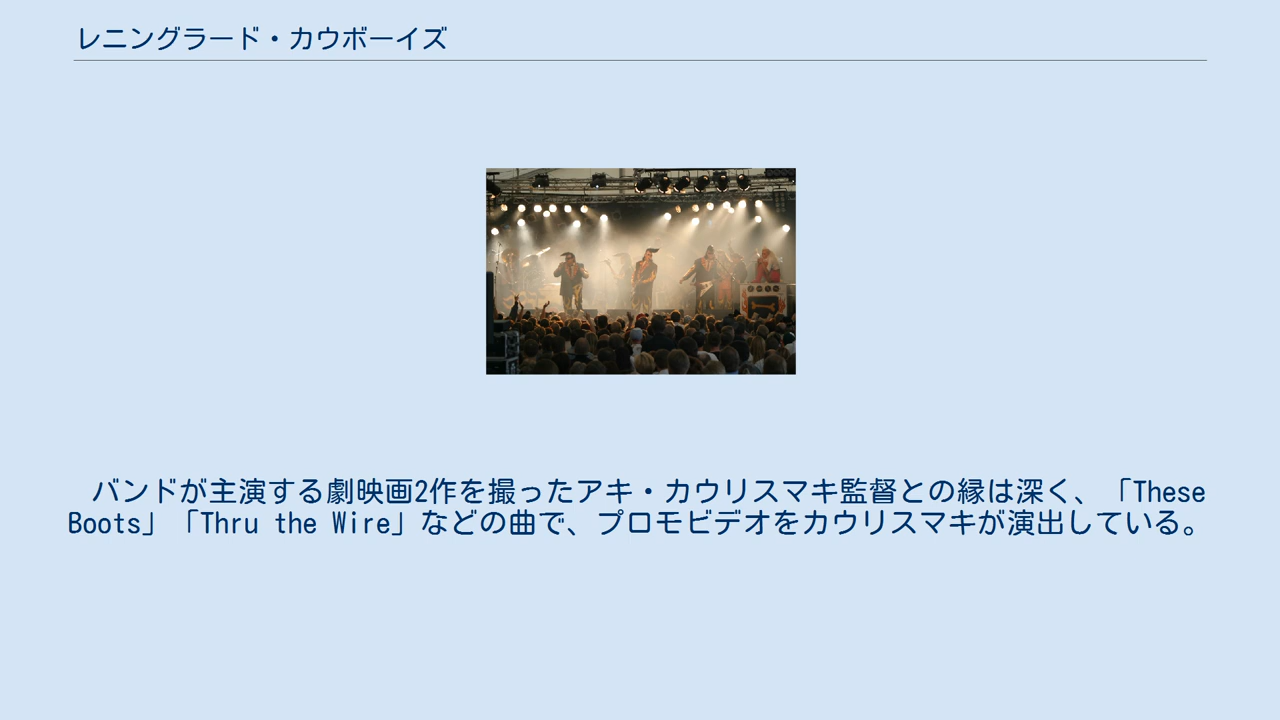 レニングラード・カウボーイズ
バンドが主演する劇映画2作を撮ったアキ・カウリスマキ監督との縁は深く、「These
Boots」「Thru the Wire」などの曲で、プロモビデオをカウリスマキが演出している。